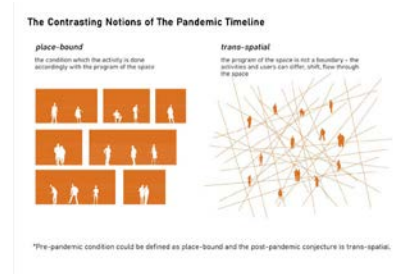 The Contrasting Notions of The Pandemic Timeline
place-bound
the condition which the activity is done
accordingly with the program of the space
trans-spatial
the program of the space is not a boundary – the
activities and users can differ, shift, flow through
the space
*Pre-pandemic condition could be defined as place-bound and the post-pandemic conjecture is trans-spatial.